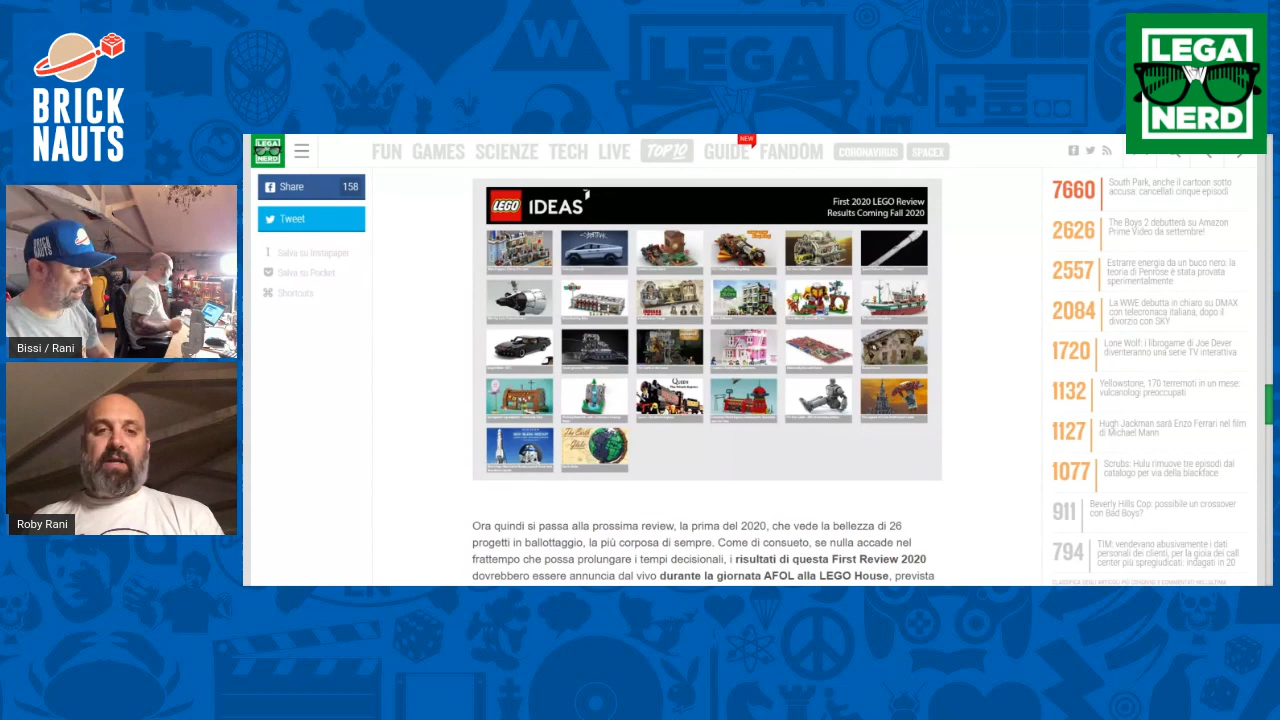 BRICK
NAUTS
LEGA
NERD
W
LEGA
LEGA
NERD
FUN GAMES SCIENZE TECH LIVE TOP10 GUIDE FANDOM CORONAVIRUS SPACEX
NEW
Share 158
Tweet
Salva su Instapaper
Salva su Pocket
Shortcuts
LEGO IDEAS
First 2020 LEGO Review
Results Coming Fall 2020
Ora quindi si passa alla prossima review, la prima del 2020, che vede la bellezza di 26
progetti in ballottaggio, la più corposa di sempre. Come di consueto, se nulla accade nel
frattempo che possa prolungare i tempi decisionali, i risultati di questa First Review 2020
dovrebbero essere annuncia dal vivo durante la giornata AFOL alla LEGO House, prevista
7660 South Park, anche il cartoon sotto
accusa: cancellati cinque episodi
2626 The Boys 2 debutterà su Amazon
Prime Video da settembre!
2557 Estrarre energia da un buco nero: la
teoria di Penrose è stata provata
sperimentalmente
2084 La WWE debutta in chiaro su DMAX
con telecronaca italiana, dopo il
divorzio con SKY
1720 Lone Wolf: i librogame di Joe Dever
diventeranno una serie TV interattiva
1132 Yellowstone, 170 terremoti in un mese:
vulcanologi preoccupati
1127 Hugh Jackman sarà Enzo Ferrari nel film
di Michael Mann
1077 Scrubs: Hulu rimuove tre episodi dal
catalogo per via della blackface
911 Beverly Hills Cop: possibile un crossover
con Bad Boys?
794 TIM: vendevano abusivamente i dati
personali dei clienti, per la gioia dei call
center più spregiudicati: indagati in 20
Bissi / Rani
Roby Rani